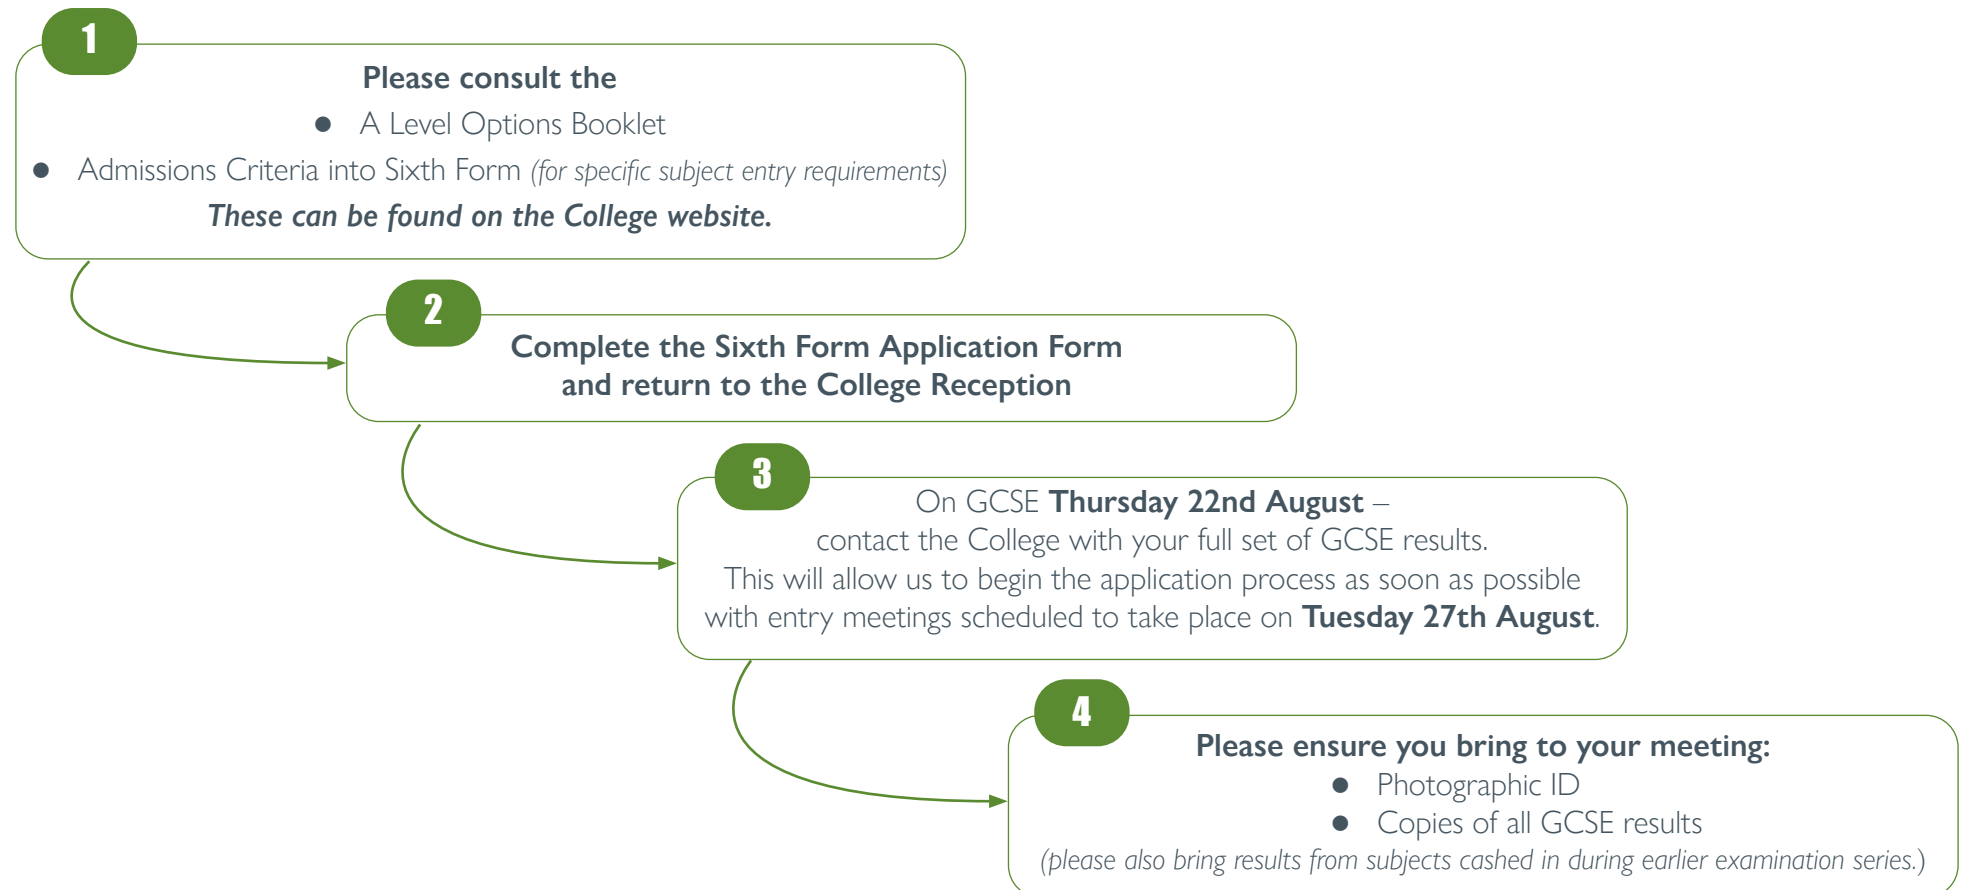 1
Please consult the
● A Level Options Booklet
● Admissions Criteria into Sixth Form (for specific subject entry requirements)
These can be found on the College website.
2
Complete the Sixth Form Application Form
and return to the College Reception
3
On GCSE Thursday 22nd August –
contact the College with your full set of GCSE results.
This will allow us to begin the application process as soon as possible
with entry meetings scheduled to take place on Tuesday 27th August.
4
Please ensure you bring to your meeting:
● Photographic ID
● Copies of all GCSE results
(please also bring results from subjects cashed in during earlier examination series.)